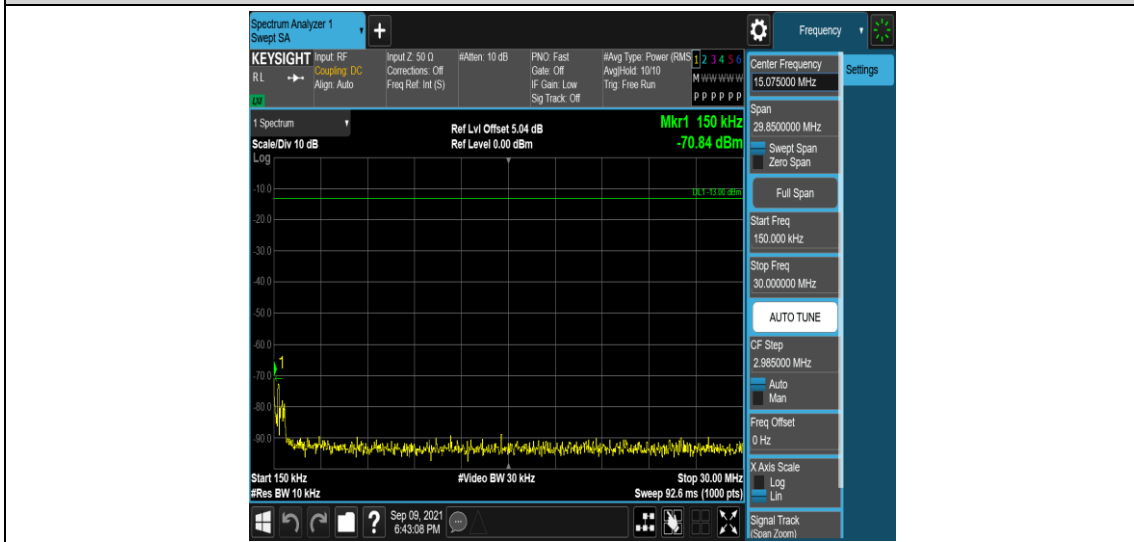 Spectrum Analyzer 1
Swept SA
+
Frequency
KEYSIGHT
RL
LXI
Input: RF
Coupling: DC
Align: Auto
Input Z: 50 Ω
Corrections: Off
Freq Ref: Int (S)
#Atten: 10 dB
PNO: Fast
Gate: Off
IF Gain: Low
Sig Track: Off
#Avg Type: Power (RMS
Avg|Hold: 10/10
Trig: Free Run
1 2 3 4 5 6
M W W W W W
P P P P P P
Center Frequency
15.075000 MHz
Settings
1 Spectrum
Ref Lvl Offset 5.04 dB
Mkr1 150 kHz
Scale/Div 10 dB
Ref Level 0.00 dBm
-70.84 dBm
Log
-10.0
DL1 -13.00 dBm
-20.0
-30.0
-40.0
-50.0
-60.0
1
-70.0
-80.0
-90.0
Start 150 kHz
#Video BW 30 kHz
Stop 30.00 MHz
#Res BW 10 kHz
Sweep 92.6 ms (1000 pts)
Span
29.8500000 MHz
Swept Span
Zero Span
Full Span
Start Freq
150.000 kHz
Stop Freq
30.000000 MHz
AUTO TUNE
CF Step
2.985000 MHz
Auto
Man
Freq Offset
0 Hz
X Axis Scale
Log
Lin
Signal Track
(Span Zoom)
?
Sep 09, 2021
6:43:08 PM